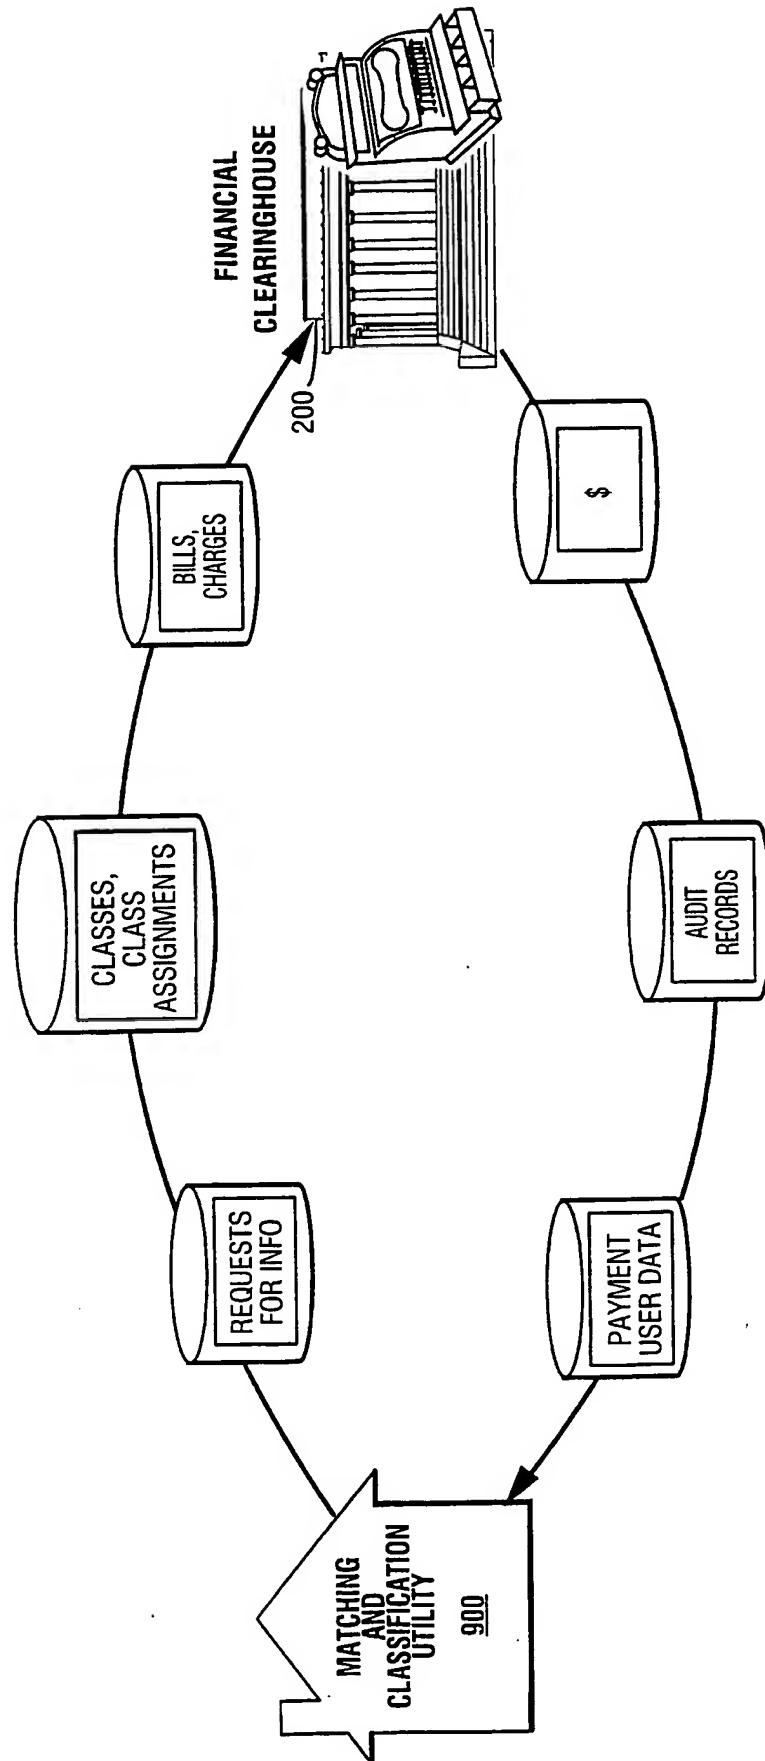 MATCHING
AND
CLASSIFICATION
UTILITY
900
REQUESTS
FOR INFO
CLASSES,
CLASS
ASSIGNMENTS
BILLS,
CHARGES
FINANCIAL
CLEARINGHOUSE
200
$
AUDIT
RECORDS
PAYMENT
USER DATA